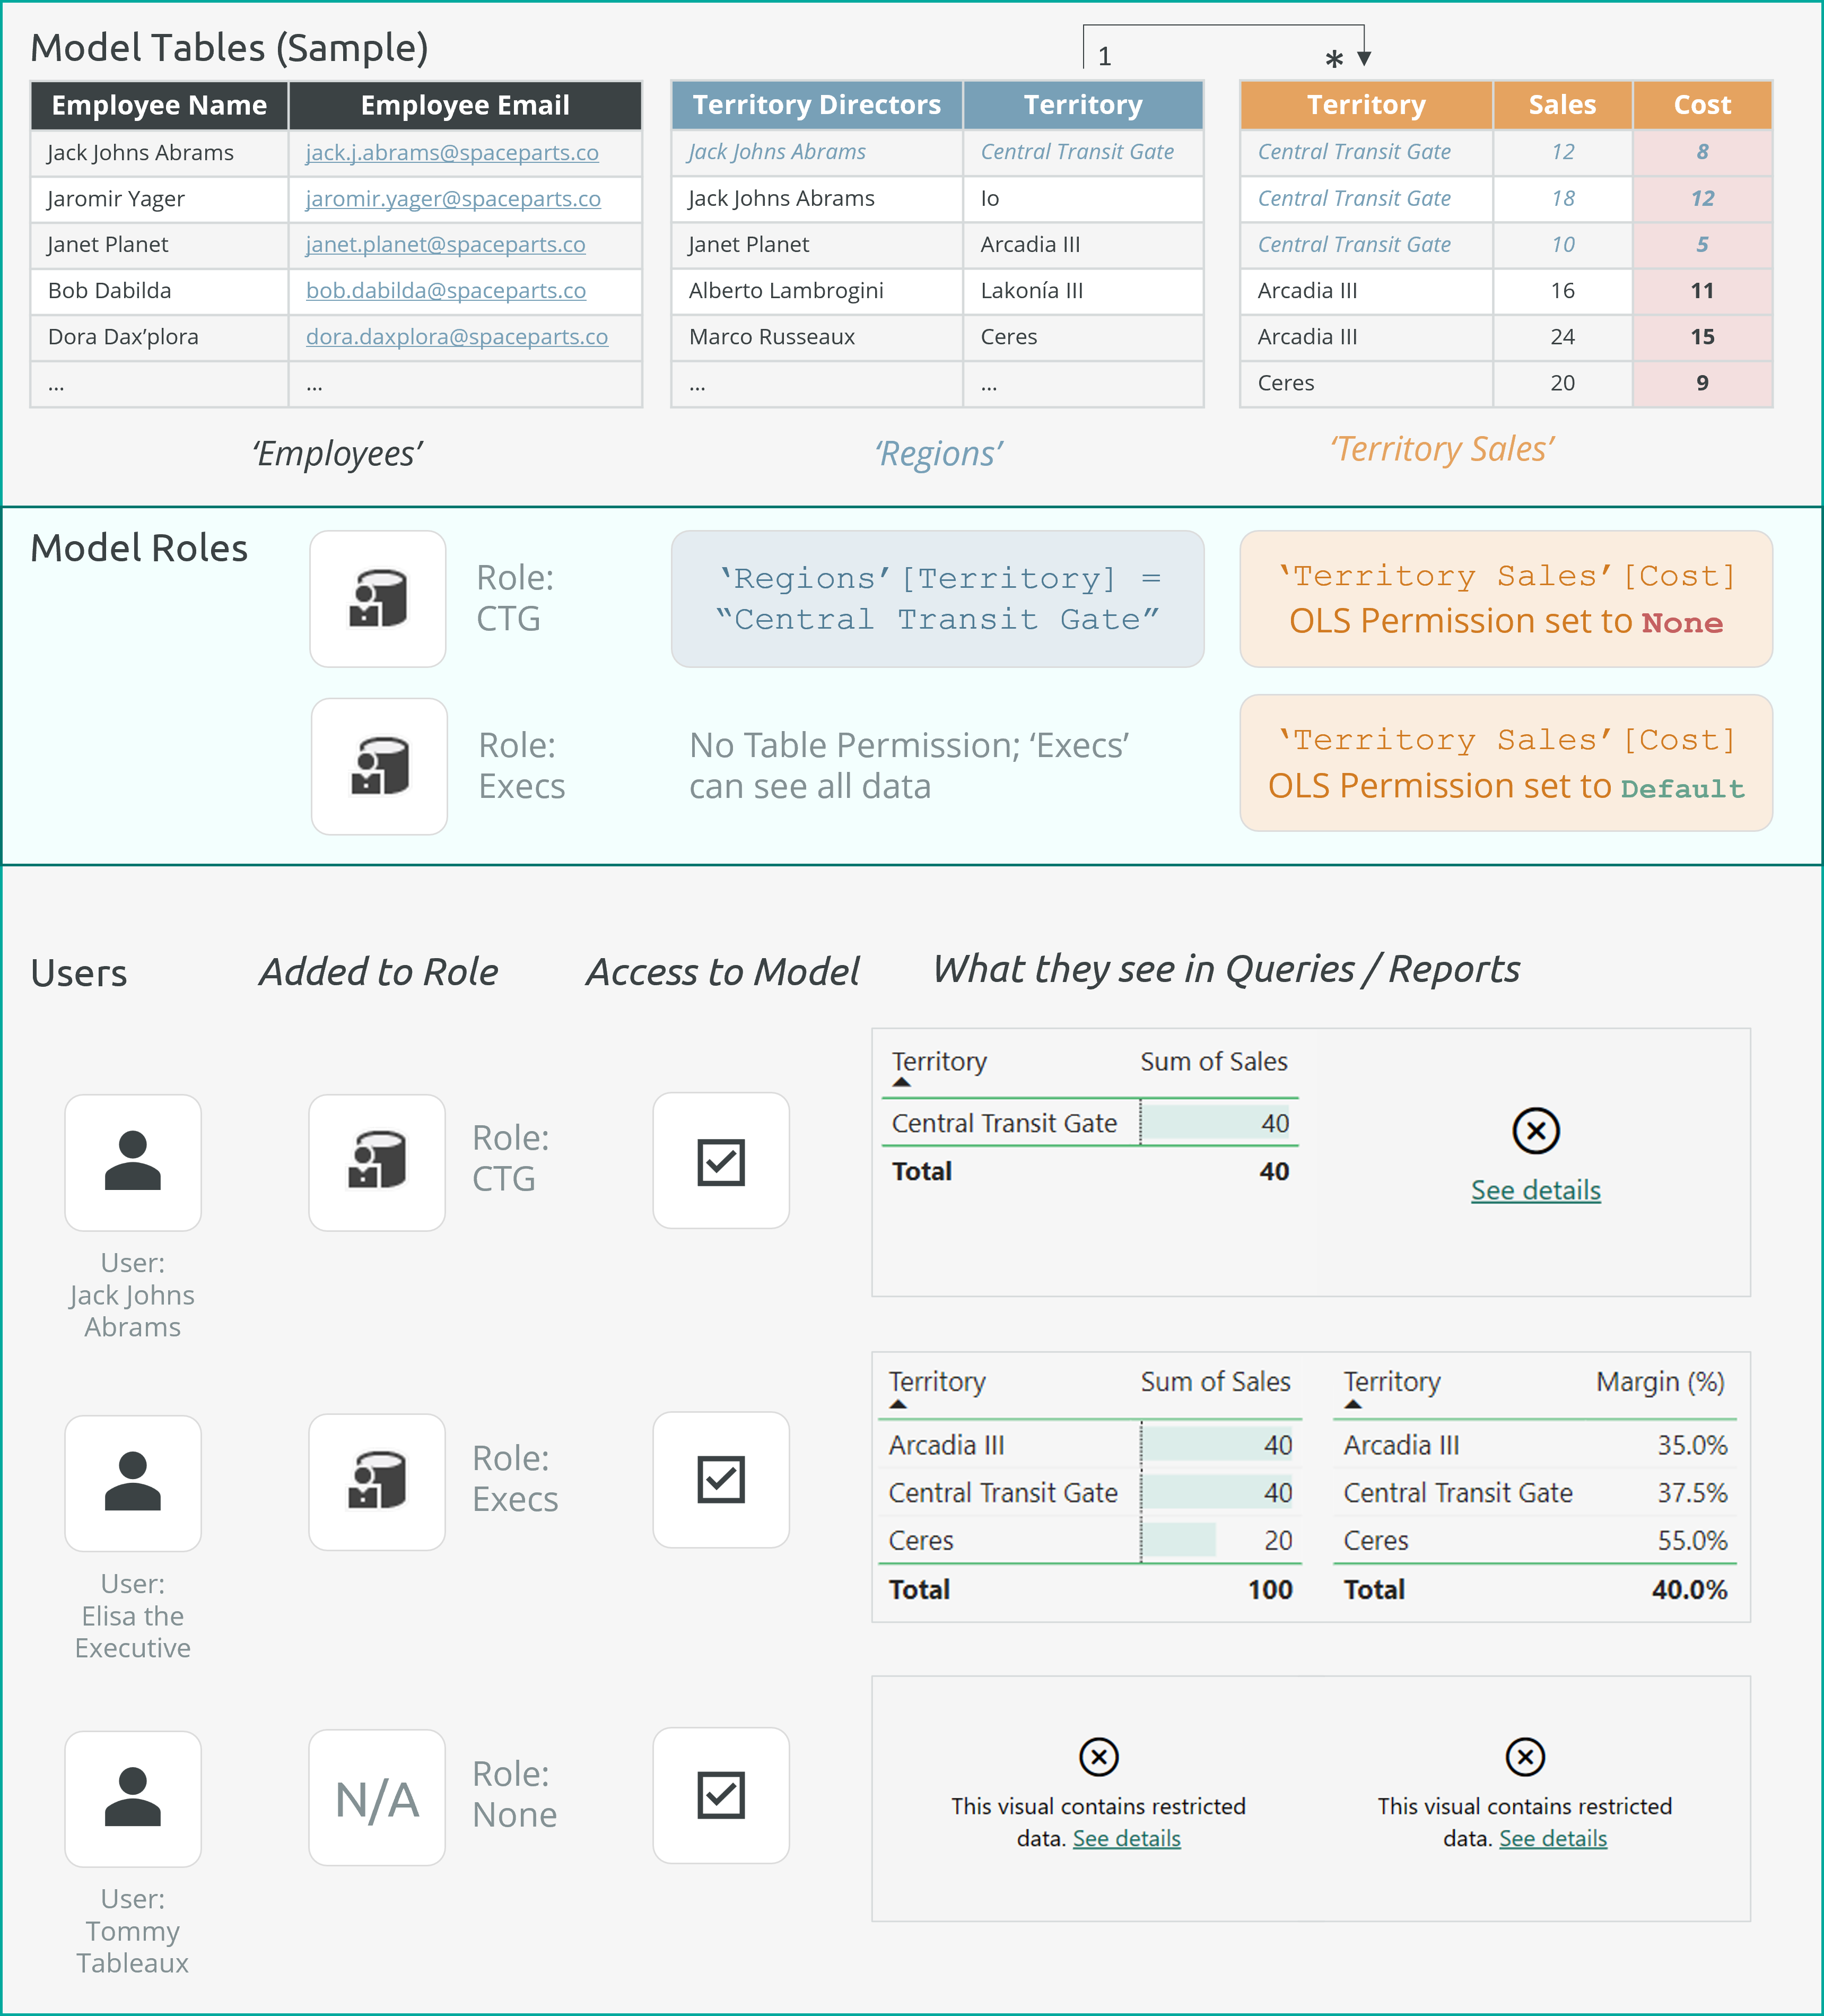 Model Tables (Sample)
1
*
Employee Name Employee Email
Jack Johns Abrams jack.j.abrams@spaceparts.co
Jaromir Yager jaromir.yager@spaceparts.co
Janet Planet janet.planet@spaceparts.co
Bob Dabilda bob.dabilda@spaceparts.co
Dora Dax’plora dora.daxplora@spaceparts.co
... ...
‘Employees’
Territory Directors Territory
Jack Johns Abrams Central Transit Gate
Jack Johns Abrams Io
Janet Planet Arcadia III
Alberto Lambrogini Lakonía III
Marco Russeaux Ceres
... ...
‘Regions’
Territory Sales Cost
Central Transit Gate 12 8
Central Transit Gate 18 12
Central Transit Gate 10 5
Arcadia III 16 11
Arcadia III 24 15
Ceres 20 9
‘Territory Sales’
Model Roles
Role:
CTG
‘Regions’[Territory] =
“Central Transit Gate”
‘Territory Sales’[Cost]
OLS Permission set to None
Role:
Execs
No Table Permission; ‘Execs’
can see all data
‘Territory Sales’[Cost]
OLS Permission set to Default
Users Added to Role Access to Model What they see in Queries / Reports
User:
Jack Johns
Abrams
Role:
CTG
Territory Sum of Sales
Central Transit Gate 40
Total 40
See details
User:
Elisa the
Executive
Role:
Execs
Territory Sum of Sales
Arcadia III 40
Central Transit Gate 40
Ceres 20
Total 100
Territory Margin (%)
Arcadia III 35.0%
Central Transit Gate 37.5%
Ceres 55.0%
Total 40.0%
User:
Tommy
Tableaux
N/A
Role:
None
This visual contains restricted
data. See details
This visual contains restricted
data. See details